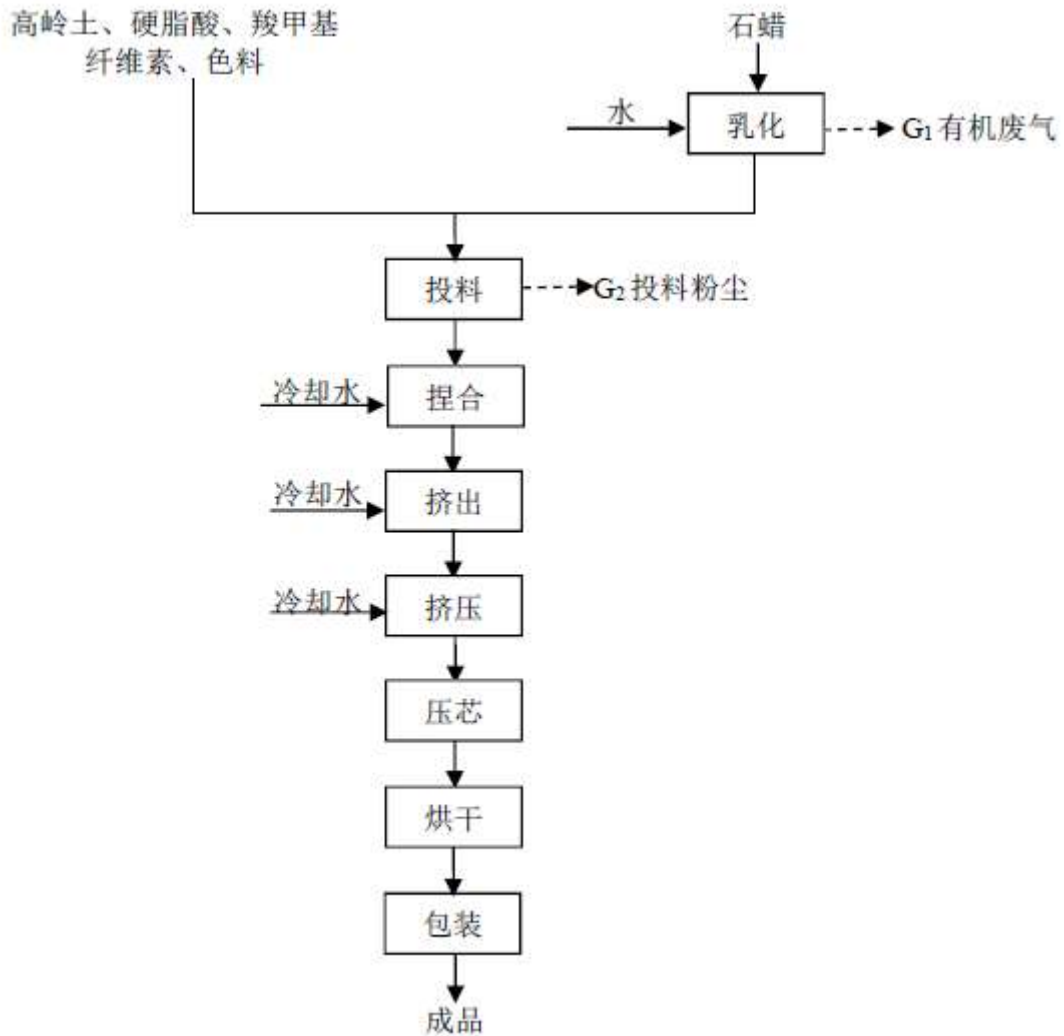 高岭土、硬脂酸、羧甲基
纤维素、色料
石蜡
水
乳化
G₁有机废气
投料
G₂投料粉尘
冷却水
捏合
冷却水
挤出
冷却水
挤压
压芯
烘干
包装
成品